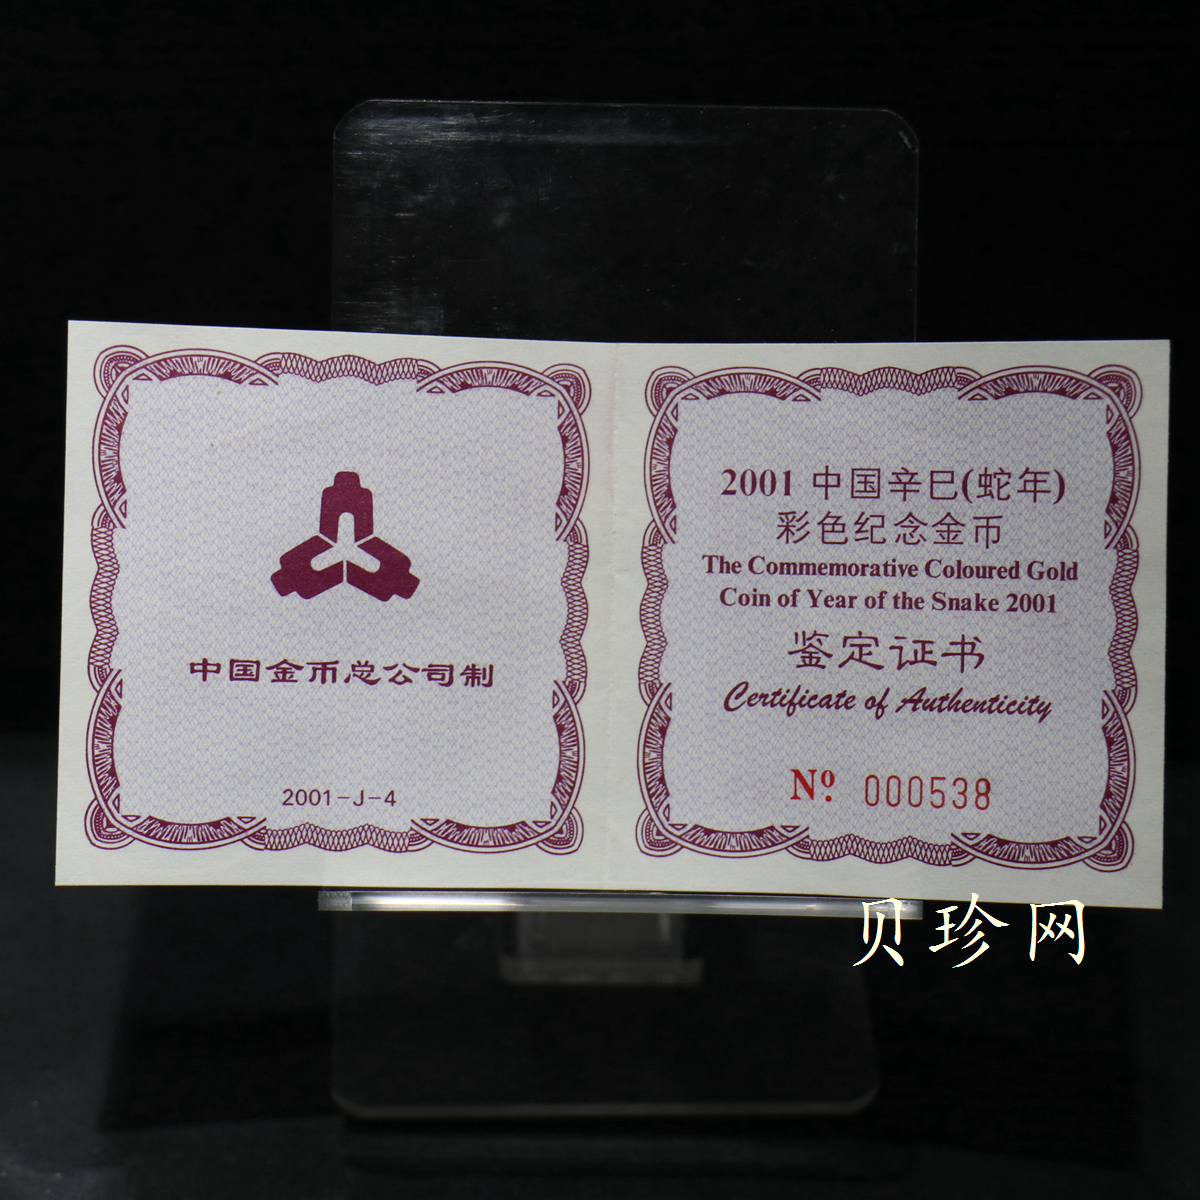 中国金币总公司制
2001-J-4
2001 中国辛巳(蛇年)
彩色纪念金币
The Commemorative Coloured Gold
Coin of Year of the Snake 2001
鉴定证书
Certificate of Authenticity
Nº 000538
贝珍网